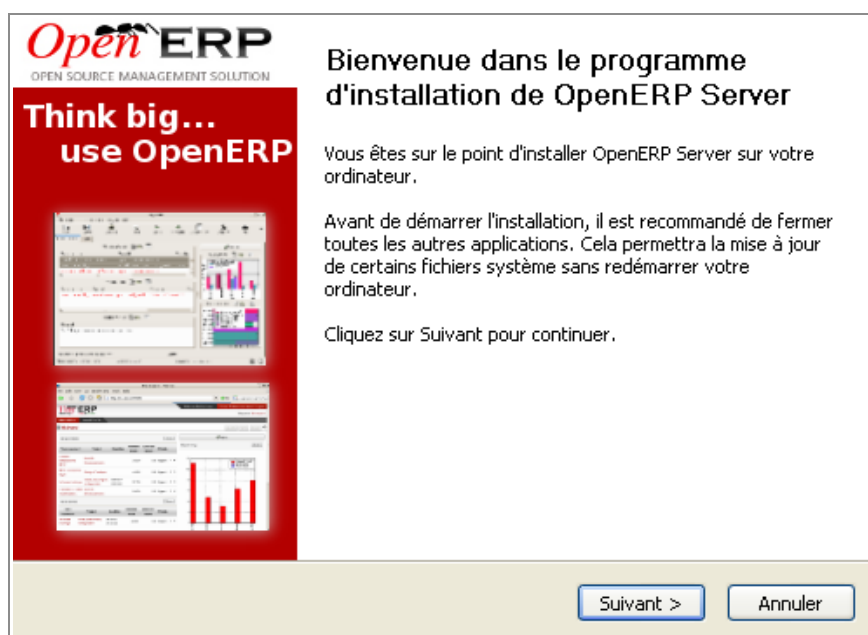 Open ERP
OPEN SOURCE MANAGEMENT SOLUTION
Think big...
use OpenERP
Bienvenue dans le programme
d'installation de OpenERP Server
Vous êtes sur le point d'installer OpenERP Server sur votre
ordinateur.
Avant de démarrer l'installation, il est recommandé de fermer
toutes les autres applications. Cela permettra la mise à jour
de certains fichiers système sans redémarrer votre
ordinateur.
Cliquez sur Suivant pour continuer.
ERP
Suivant >
Annuler